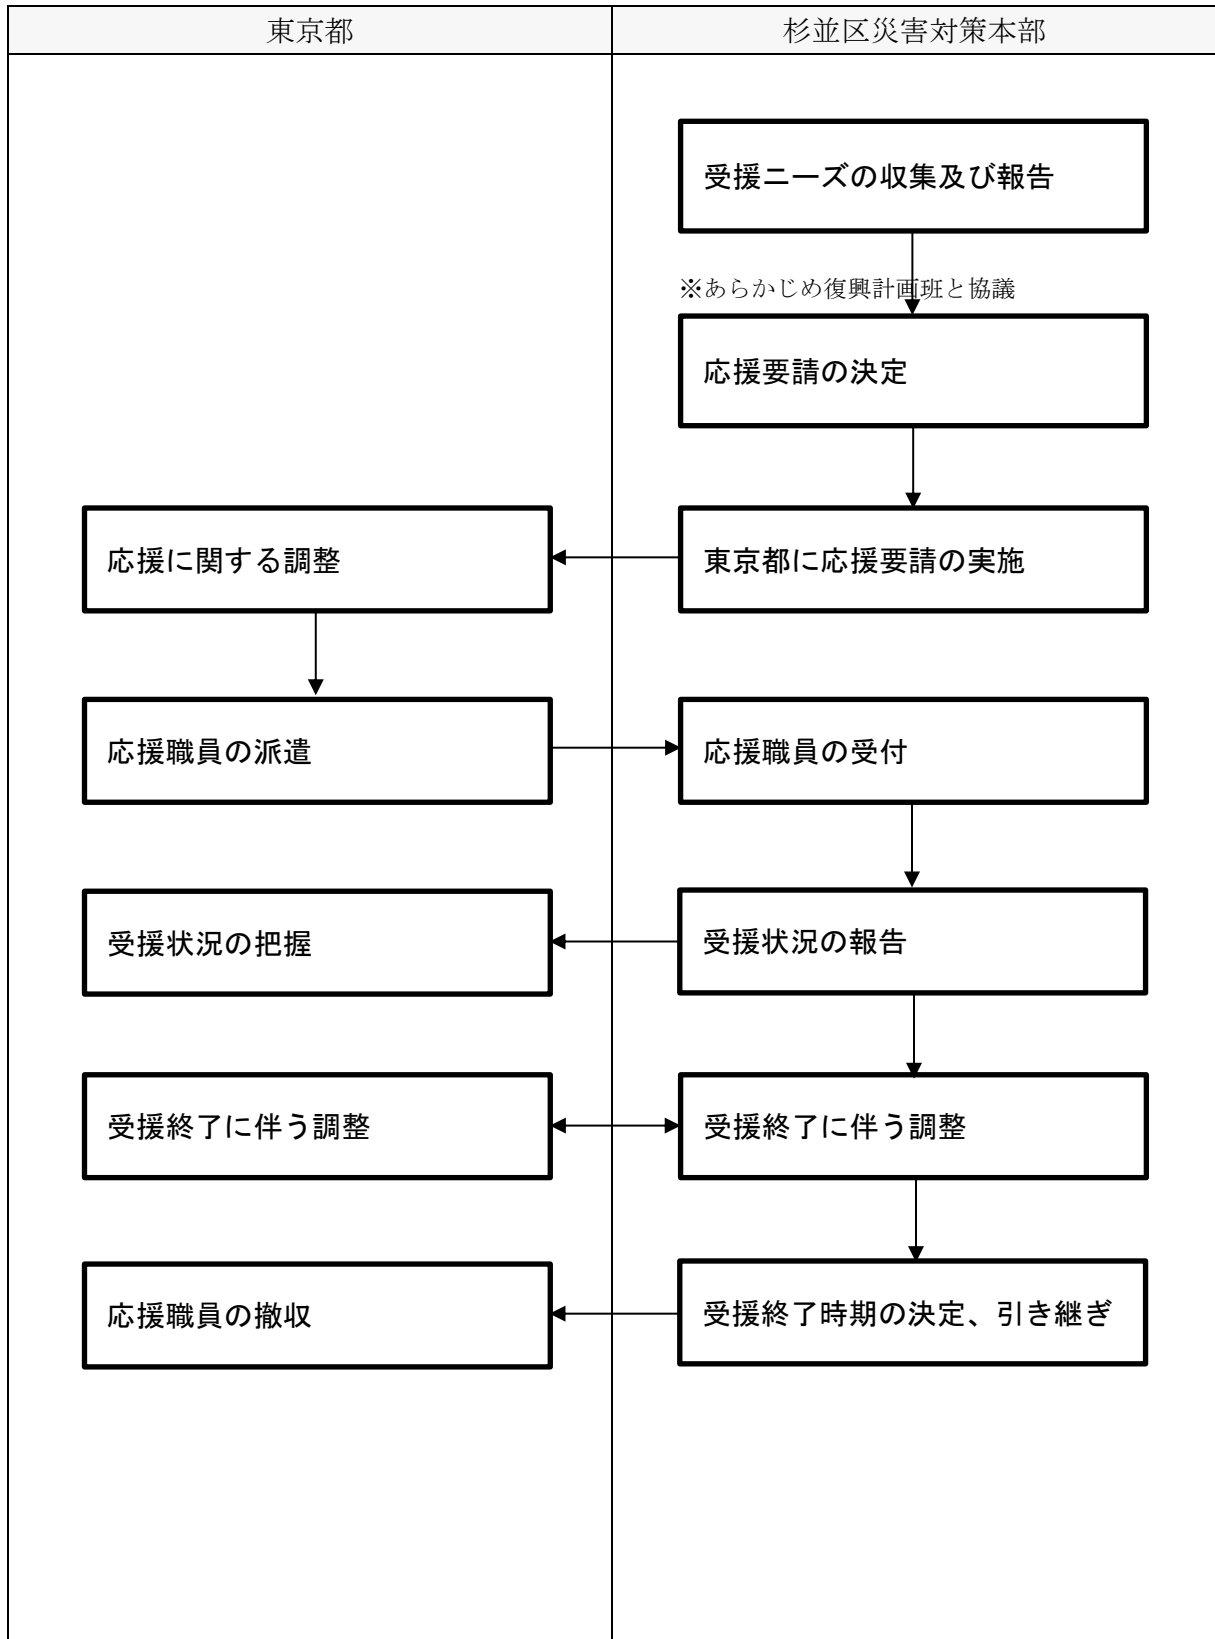 東京都
杉並区災害対策本部
受援ニーズの収集及び報告
※あらかじめ復興計画班と協議
応援要請の決定
応援に関する調整
東京都に応援要請の実施
応援職員の派遣
応援職員の受付
受援状況の把握
受援状況の報告
受援終了に伴う調整
受援終了に伴う調整
応援職員の撤収
受援終了時期の決定、引き継ぎ